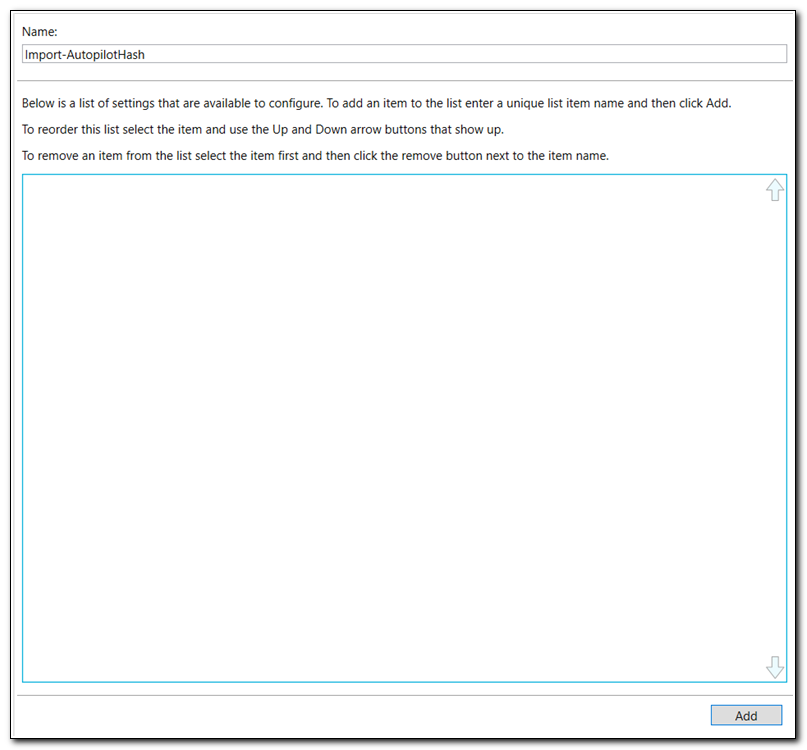 Name:
Import-AutopilotHash
Below is a list of settings that are available to configure. To add an item to the list enter a unique list item name and then click Add.
To reorder this list select the item and use the Up and Down arrow buttons that show up.
To remove an item from the list select the item first and then click the remove button next to the item name.
Add